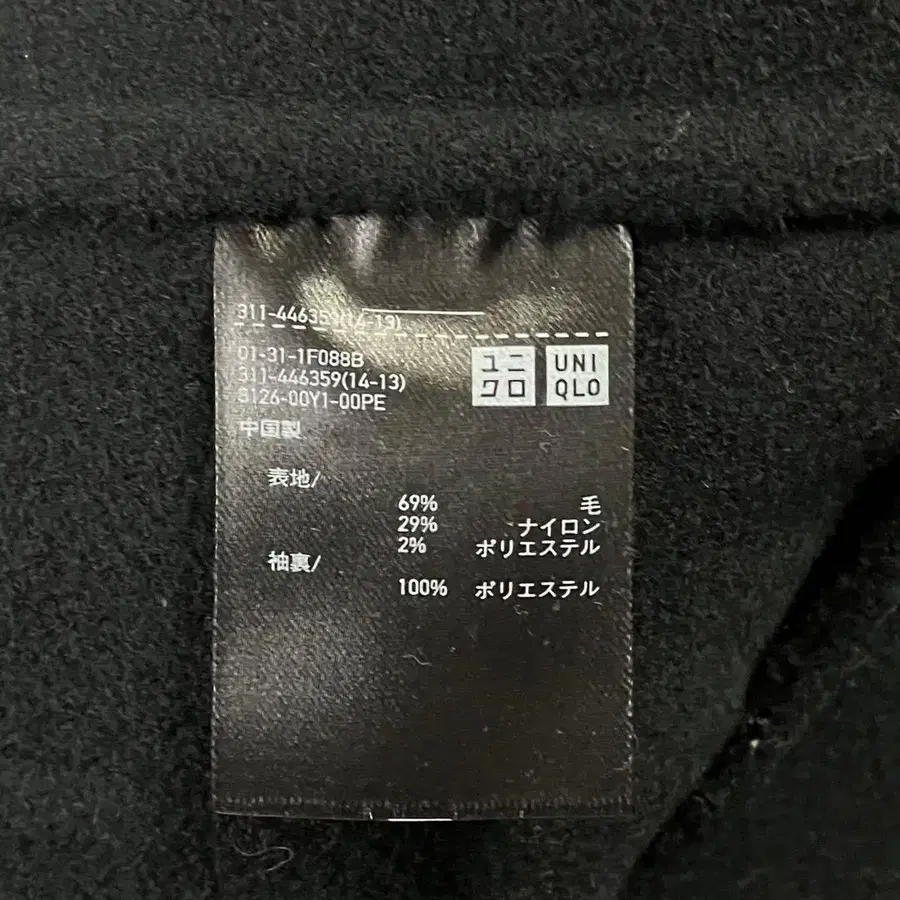 311-446359(14-13)
01-31-1F088B
311-446359(14-13)
3126-00Y1-00PE
ユニ
クロ
UNI
QLO
中国製
表地/
69% 毛
29% ナイロン
2% ポリエステル
袖裏/
100% ポリエステル